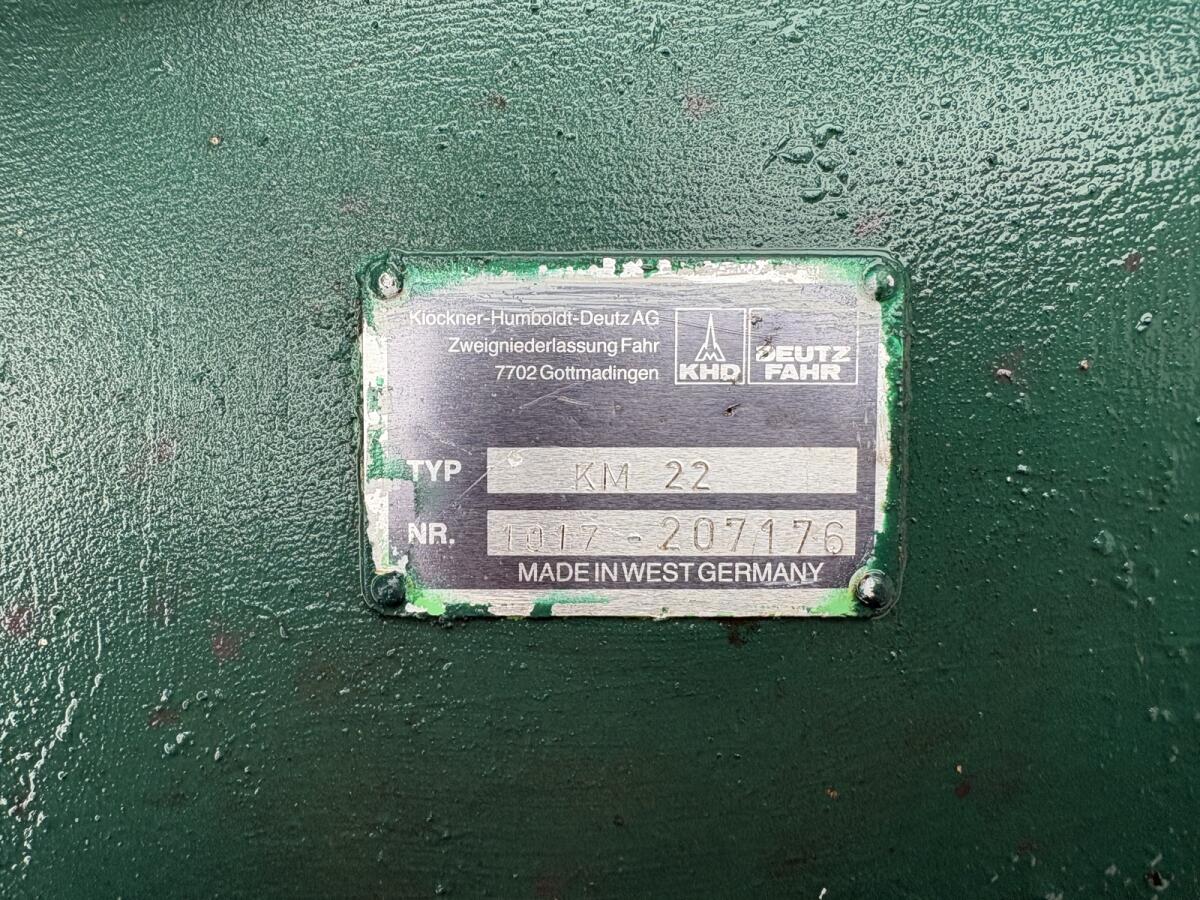 Klöckner-Humboldt-Deutz AG
Zweigniederlassung Fahr
7702 Gottmadingen
KHD
DEUTZ
FAHR
TYP KM 22
NR. 1017-207176
MADE IN WEST GERMANY